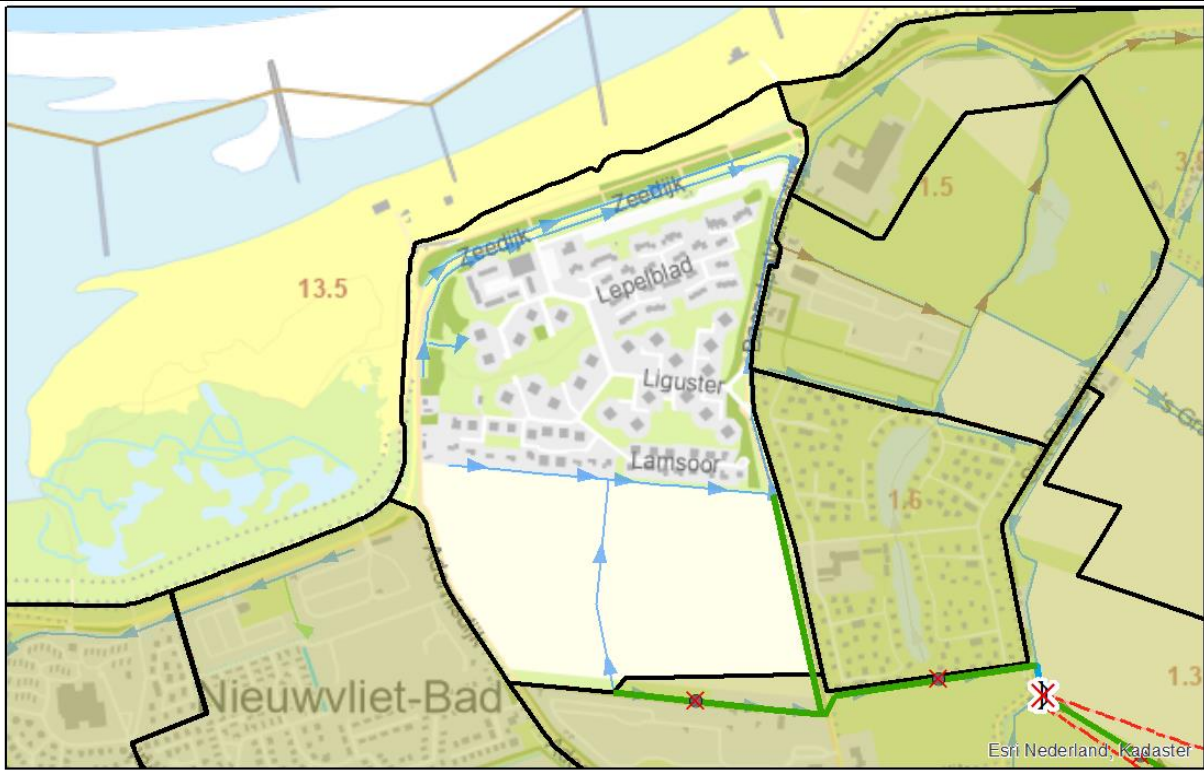 Zeedijk
Zeedijk
1.5
13.5
Lepelblad
Liguster
Lamsoor
1.6
1.3
Nieuwvliet-Bad
Esri Nederland, Kadaster